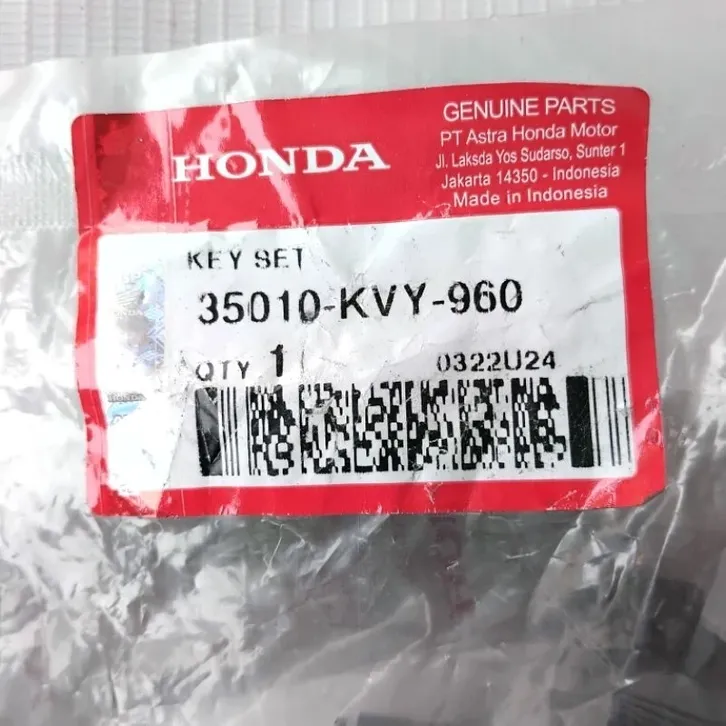 HONDA
GENUINE PARTS
PT Astra Honda Motor
Jl. Laksda Yos Sudarso, Sunter 1
Jakarta 14350 - Indonesia
Made in Indonesia
KEY SET
35010-KVY-960
QTY 1
0322U24
HONDA